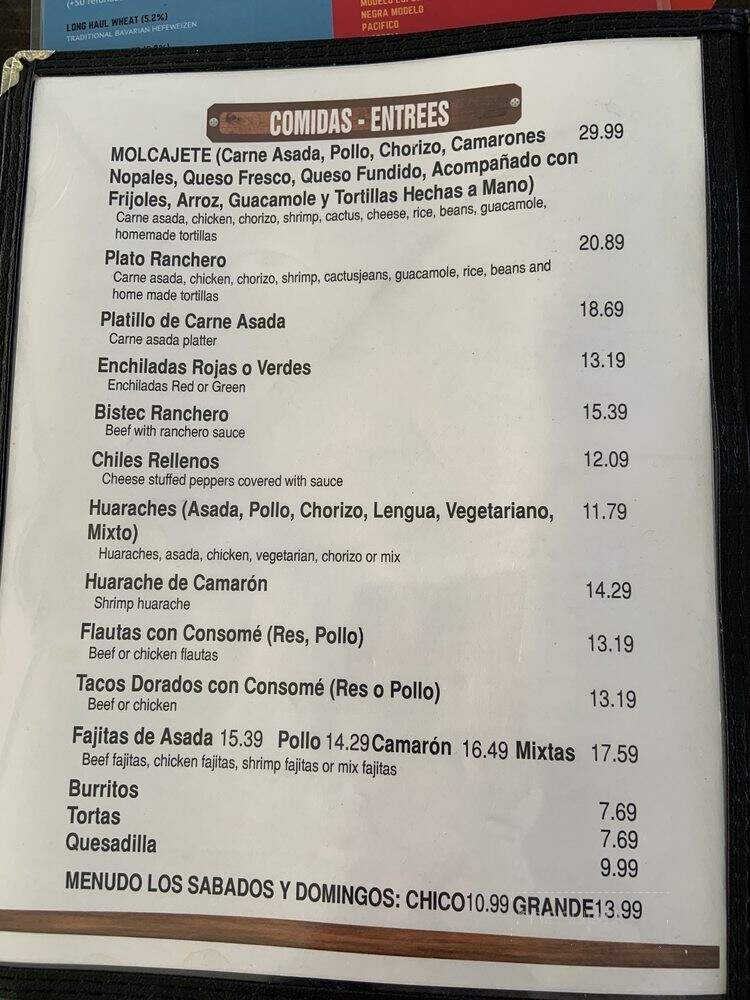 LONG HAUL WHEAT (5.2%)
TRADITIONAL BAVARIAN HEFEWEIZEN
NEGRA MODELO
PACIFICO
COMIDAS - ENTREES
MOLCAJETE (Carne Asada, Pollo, Chorizo, Camarones 29.99
Nopales, Queso Fresco, Queso Fundido, Acompañado con
Frijoles, Arroz, Guacamole y Tortillas Hechas a Mano)
Carne asada, chicken, chorizo, shrimp, cactus, cheese, rice, beans, guacamole,
homemade tortillas
Plato Ranchero 20.89
Carne asada, chicken, chorizo, shrimp, cactusjeans, guacamole, rice, beans and
home made tortillas
Platillo de Carne Asada 18.69
Carne asada platter
Enchiladas Rojas o Verdes 13.19
Enchiladas Red or Green
Bistec Ranchero 15.39
Beef with ranchero sauce
Chiles Rellenos 12.09
Cheese stuffed peppers covered with sauce
Huaraches (Asada, Pollo, Chorizo, Lengua, Vegetariano, 11.79
Mixto)
Huaraches, asada, chicken, vegetarian, chorizo or mix
Huarache de Camarón 14.29
Shrimp huarache
Flautas con Consomé (Res, Pollo) 13.19
Beef or chicken flautas
Tacos Dorados con Consomé (Res o Pollo) 13.19
Beef or chicken
Fajitas de Asada 15.39 Pollo 14.29 Camarón 16.49 Mixtas 17.59
Beef fajitas, chicken fajitas, shrimp fajitas or mix fajitas
Burritos 7.69
Tortas 7.69
Quesadilla 9.99
MENUDO LOS SABADOS Y DOMINGOS: CHICO 10.99 GRANDE 13.99